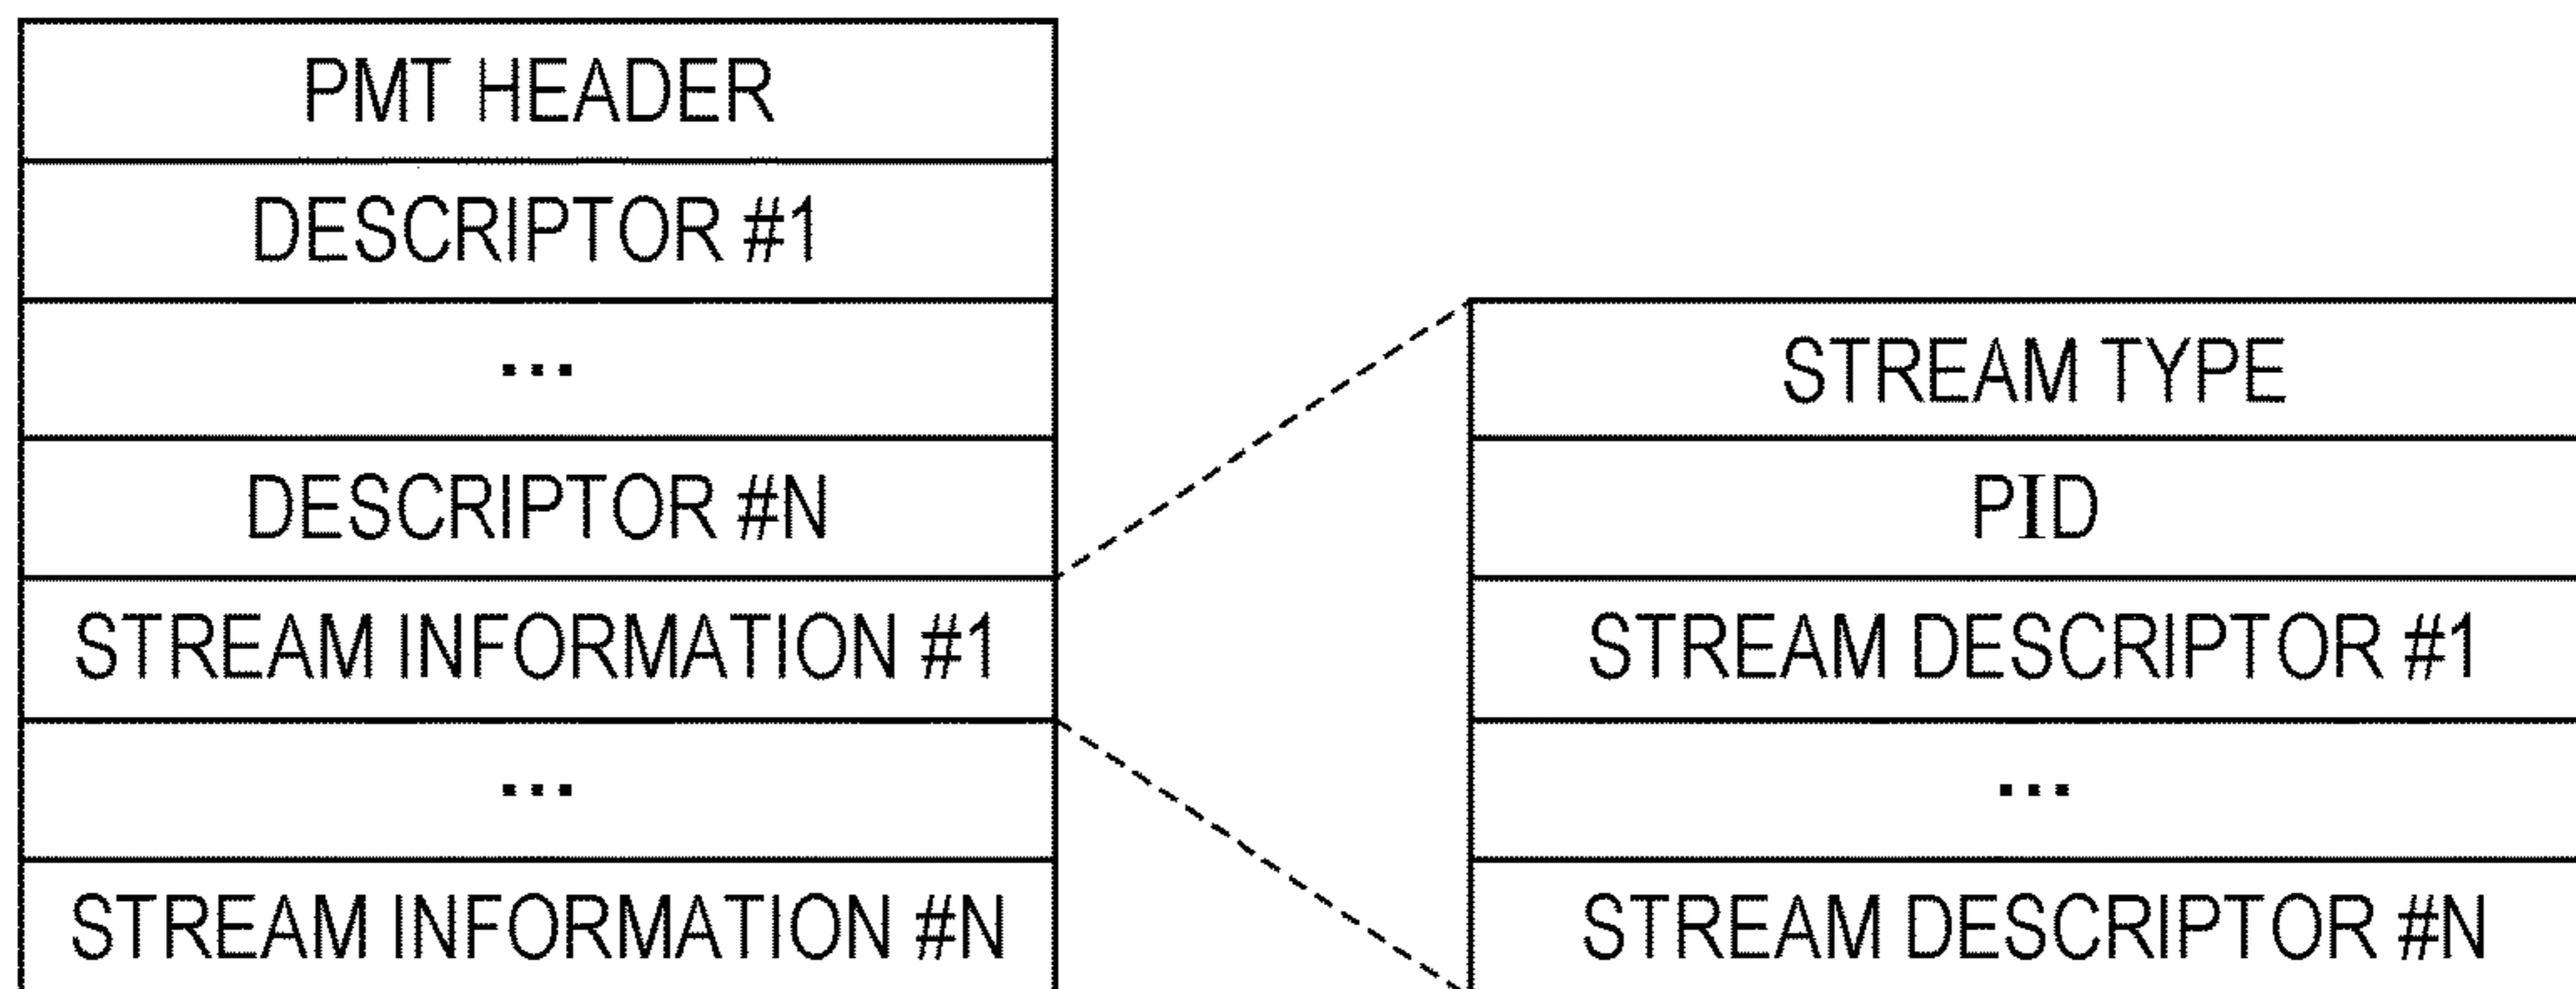 PMT HEADER
DESCRIPTOR #1
...
DESCRIPTOR #N
STREAM INFORMATION #1
...
STREAM INFORMATION #N
STREAM TYPE
PID
STREAM DESCRIPTOR #1
...
STREAM DESCRIPTOR #N